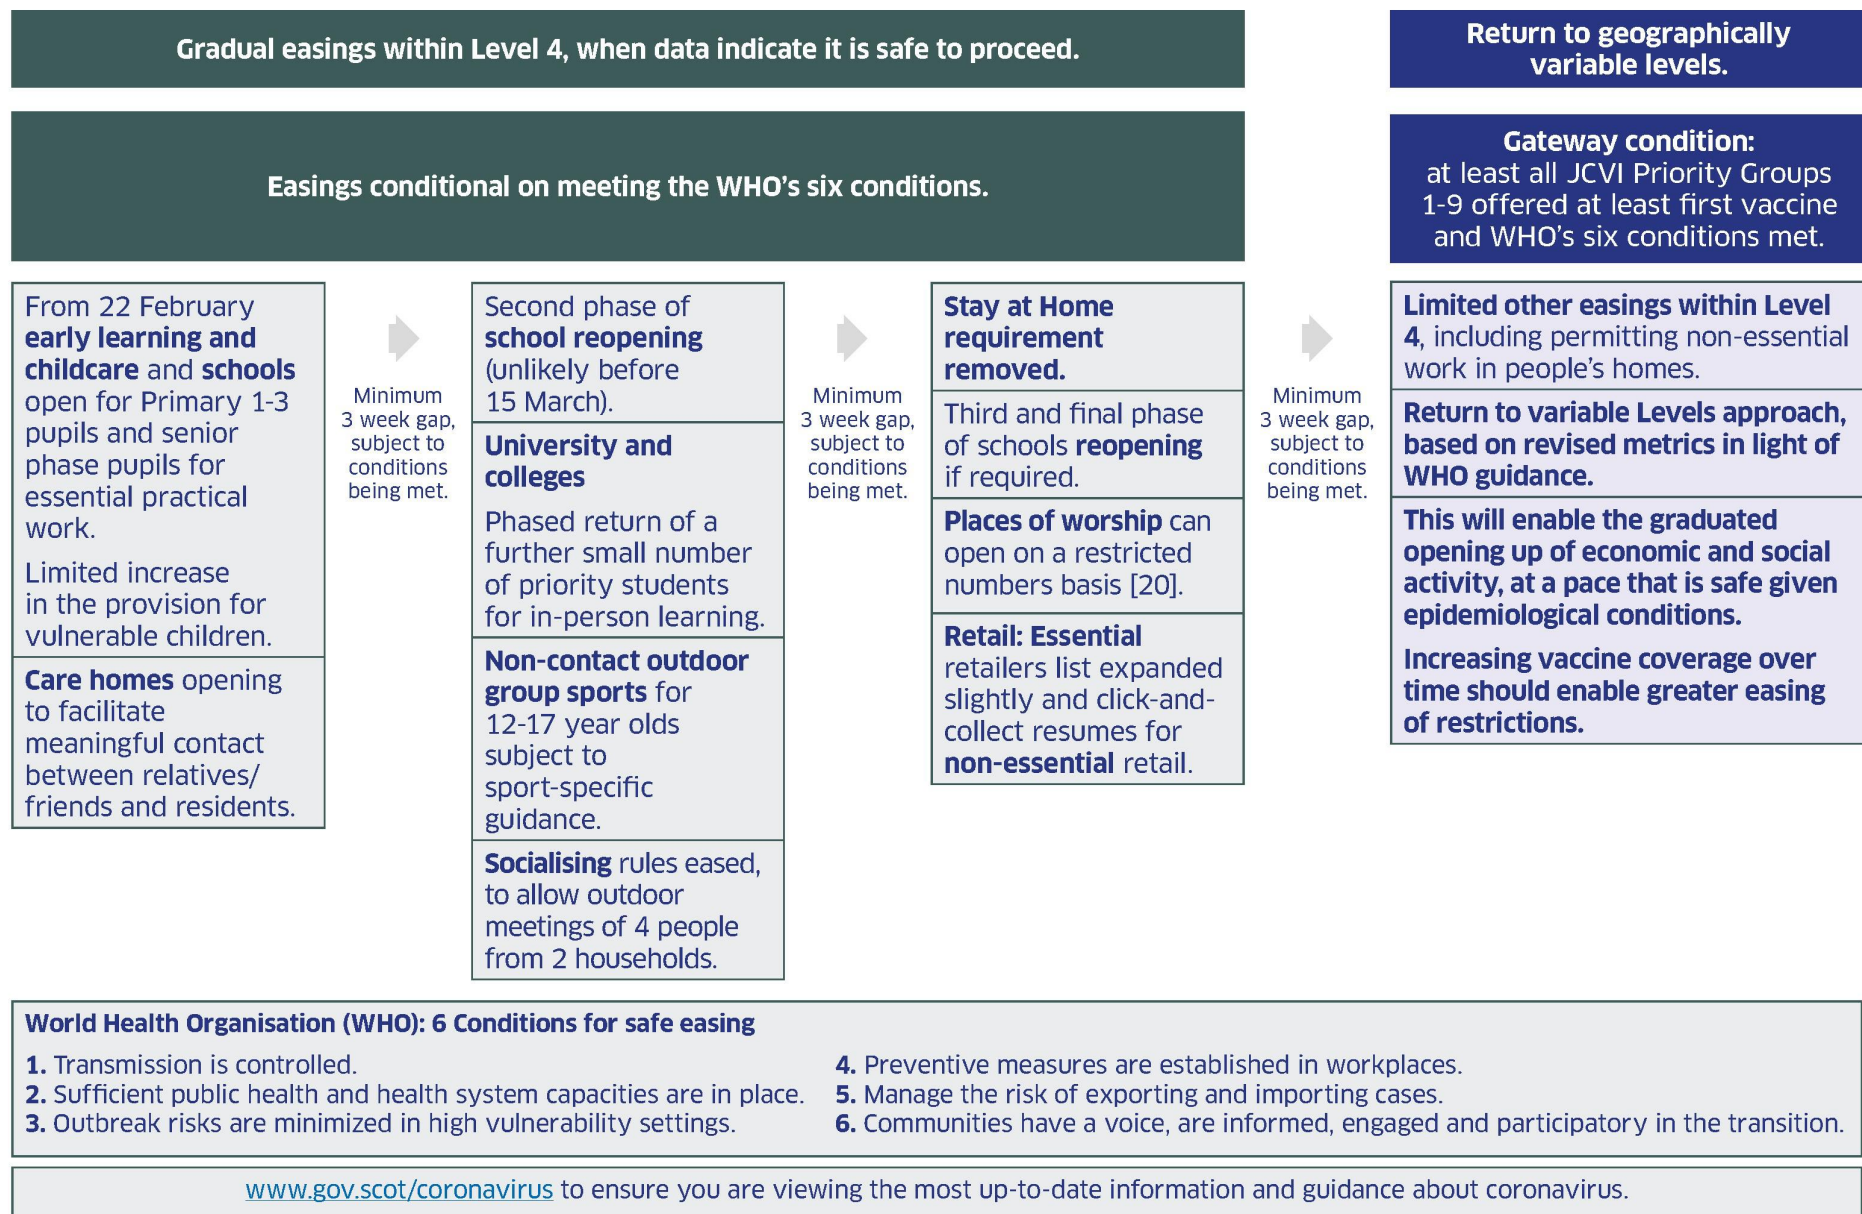 Gradual easings within Level 4, when data indicate it is safe to proceed.
Return to geographically
variable levels.
Easings conditional on meeting the WHO's six conditions.
Gateway condition:
at least all JCVI Priority Groups
1-9 offered at least first vaccine
and WHO's six conditions met.
From 22 February
early learning and
childcare and schools
open for Primary 1-3
pupils and senior
phase pupils for
essential practical
work.
Limited increase
in the provision for
vulnerable children.
Care homes opening
to facilitate
meaningful contact
between relatives/
friends and residents.
Minimum
3 week gap,
subject to
conditions
being met.
Second phase of
school reopening
(unlikely before
15 March).
University and
colleges
Phased return of a
further small number
of priority students
for in-person learning.
Non-contact outdoor
group sports for
12-17 year olds
subject to
sport-specific
guidance.
Socialising rules eased,
to allow outdoor
meetings of 4 people
from 2 households.
Minimum
3 week gap,
subject to
conditions
being met.
Stay at Home
requirement
removed.
Third and final phase
of schools reopening
if required.
Places of worship can
open on a restricted
numbers basis [20].
Retail: Essential
retailers list expanded
slightly and click-and-
collect resumes for
non-essential retail.
Minimum
3 week gap,
subject to
conditions
being met.
Limited other easings within Level
4, including permitting non-essential
work in people's homes.
Return to variable Levels approach,
based on revised metrics in light of
WHO guidance.
This will enable the graduated
opening up of economic and social
activity, at a pace that is safe given
epidemiological conditions.
Increasing vaccine coverage over
time should enable greater easing
of restrictions.
World Health Organisation (WHO): 6 Conditions for safe easing
1. Transmission is controlled.
2. Sufficient public health and health system capacities are in place.
3. Outbreak risks are minimized in high vulnerability settings.
4. Preventive measures are established in workplaces.
5. Manage the risk of exporting and importing cases.
6. Communities have a voice, are informed, engaged and participatory in the transition.
www.gov.scot/coronavirus to ensure you are viewing the most up-to-date information and guidance about coronavirus.